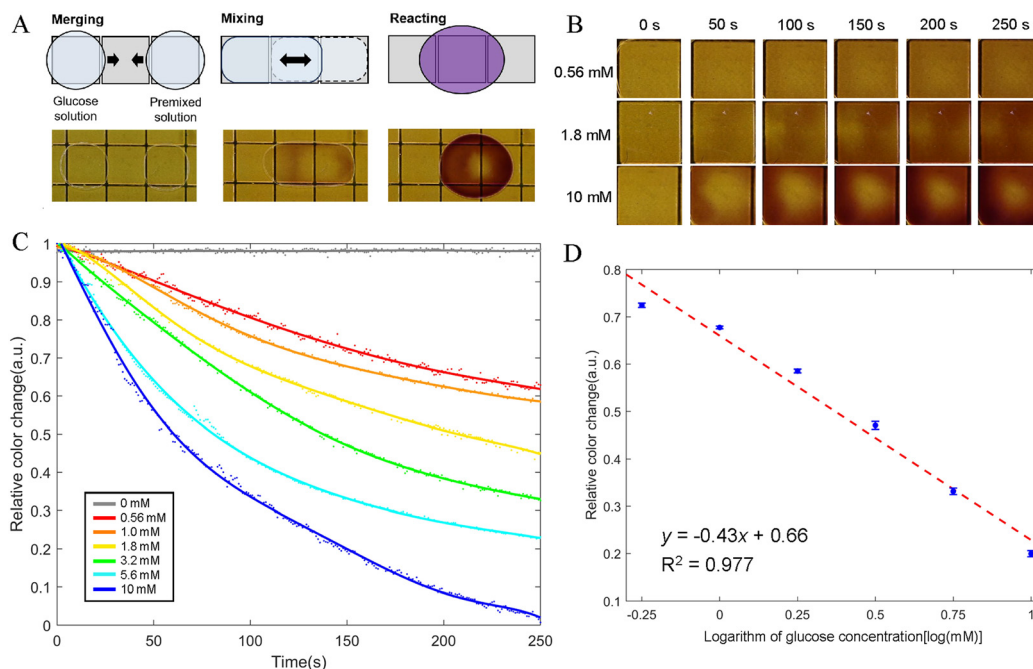 A
Merging
Mixing
Reacting
Glucose solution
Premixed solution
B
0 s 50 s 100 s 150 s 200 s 250 s
0.56 mM
1.8 mM
10 mM
C
Relative color change(a.u.)
1
0.9
0.8
0.7
0.6
0.5
0.4
0.3
0.2
0.1
0
0 50 100 150 200 250
Time(s)
0 mM
0.56 mM
1.0 mM
1.8 mM
3.2 mM
5.6 mM
10 mM
D
Relative color change(a.u.)
0.8
0.7
0.6
0.5
0.4
0.3
0.2
0.1
y = -0.43x + 0.66
R² = 0.977
-0.25 0 0.25 0.5 0.75 1
Logarithm of glucose concentration[log(mM)]